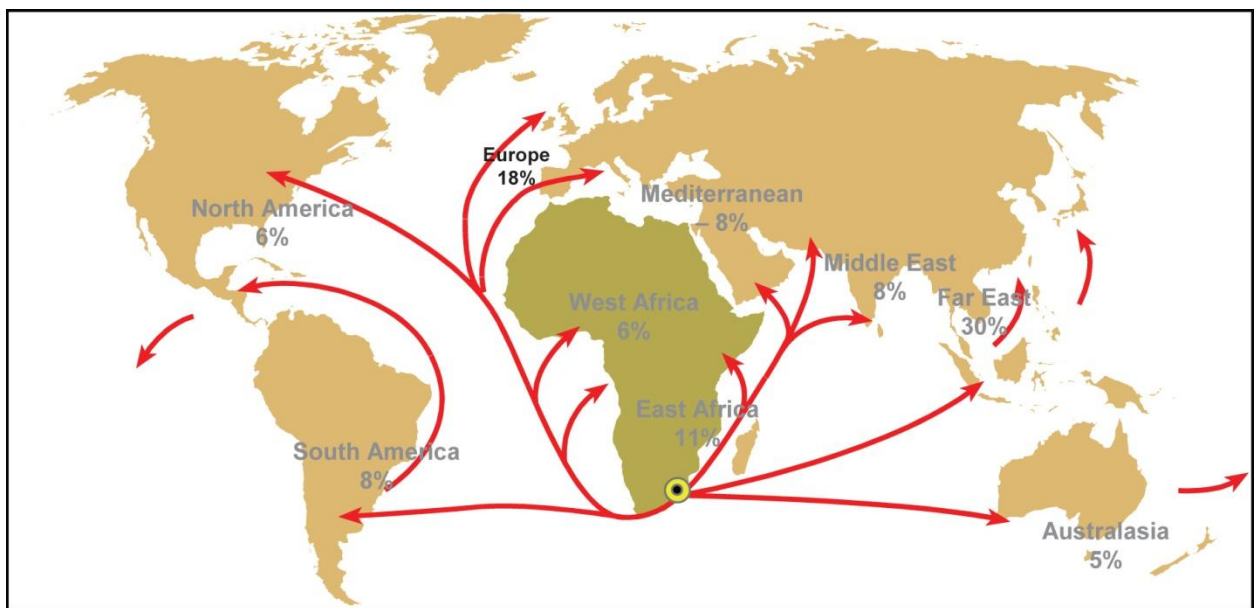 Europe
18%
North America
6%
Mediterranean
– 8%
Middle East
8%
Far East
30%
West Africa
6%
East Africa
11%
South America
8%
Australasia
5%